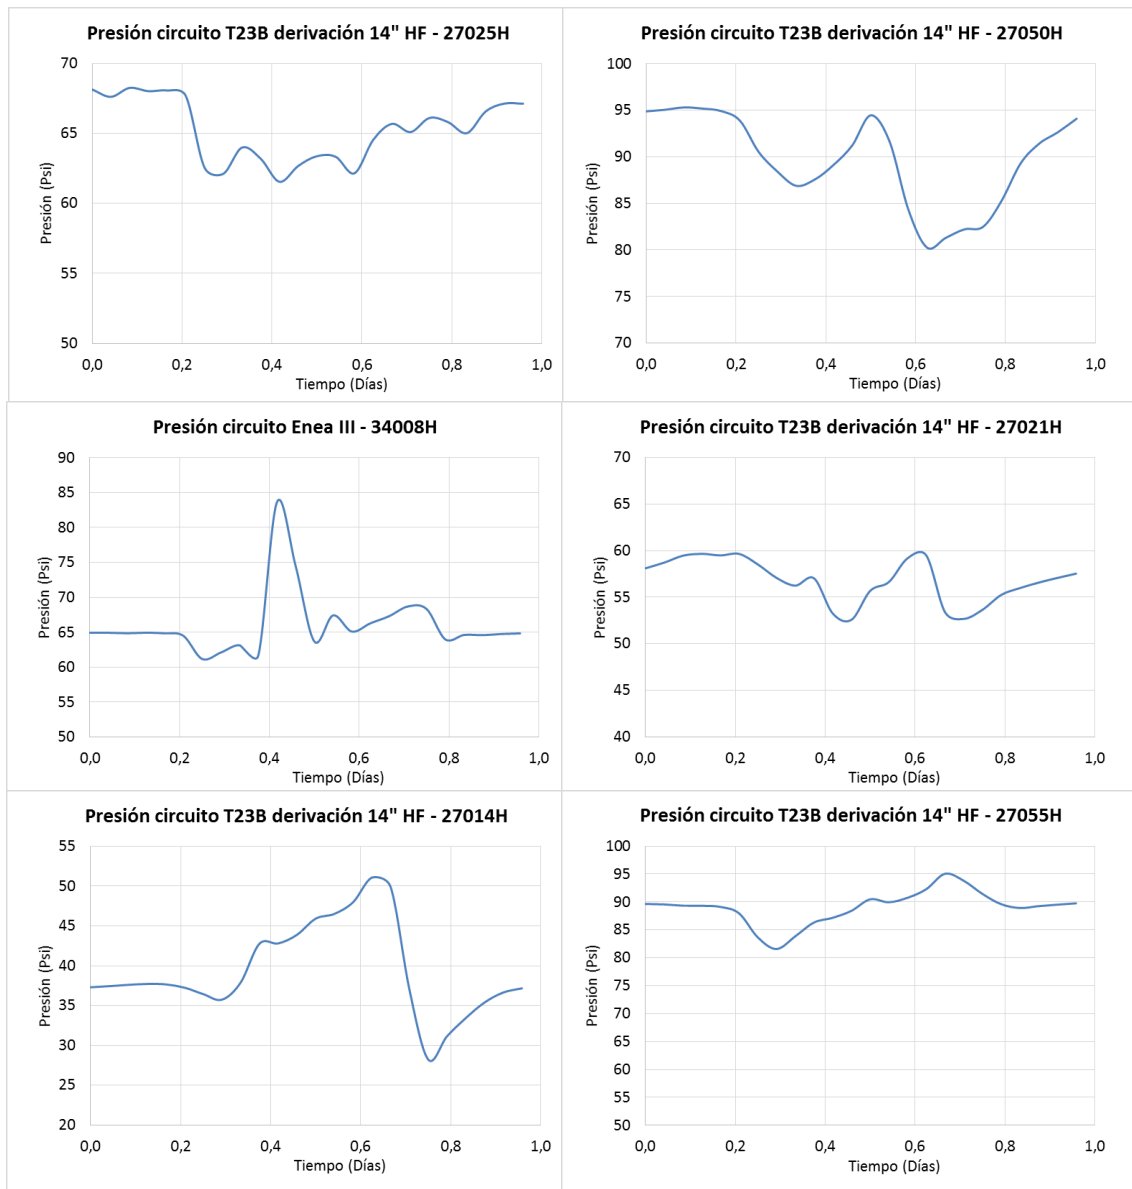 Presión circuito T23B derivación 14" HF - 27025H
70
65
60
55
50
Presión (Psi)
0,0 0,2 0,4 0,6 0,8 1,0
Tiempo (Días)
Presión circuito T23B derivación 14" HF - 27050H
100
95
90
85
80
75
70
Presión (Psi)
0,0 0,2 0,4 0,6 0,8 1,0
Tiempo (Días)
Presión circuito Enea III - 34008H
90
85
80
75
70
65
60
55
50
Presión (Psi)
0,0 0,2 0,4 0,6 0,8 1,0
Tiempo (Días)
Presión circuito T23B derivación 14" HF - 27021H
70
65
60
55
50
45
40
Presión (Psi)
0,0 0,2 0,4 0,6 0,8 1,0
Tiempo (Días)
Presión circuito T23B derivación 14" HF - 27014H
55
50
45
40
35
30
25
20
Presión (Psi)
0,0 0,2 0,4 0,6 0,8 1,0
Tiempo (Días)
Presión circuito T23B derivación 14" HF - 27055H
100
95
90
85
80
75
70
65
60
55
50
Presión (Psi)
0,0 0,2 0,4 0,6 0,8 1,0
Tiempo (Días)